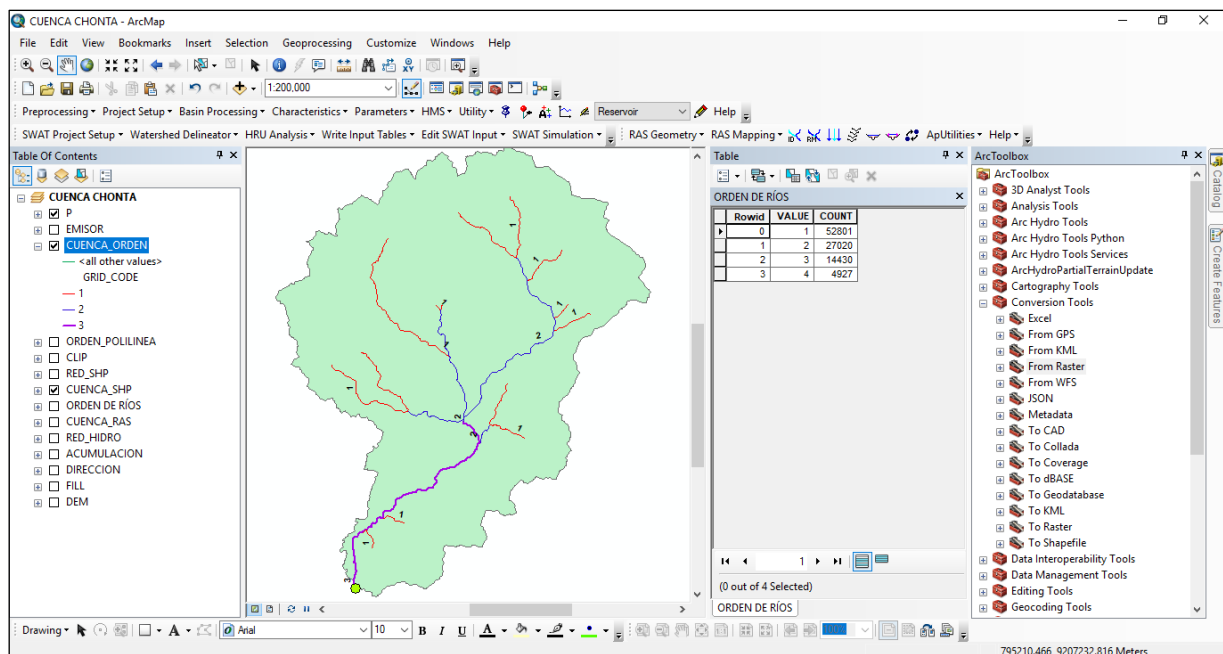 CUENCA CHONTA - ArcMap
File Edit View Bookmarks Insert Selection Geoprocessing Customize Windows Help
1:200,000
Preprocessing Project Setup Basin Processing Characteristics Parameters HMS Utility Reservoir Help
SWAT Project Setup Watershed Delineator HRU Analysis Write Input Tables Edit SWAT Input SWAT Simulation RAS Geometry RAS Mapping ApUtilities Help
Table Of Contents
CUENCA CHONTA
P
EMISOR
CUENCA_ORDEN
<all other values>
GRID_CODE
1
2
3
ORDEN_POLILINEA
CLIP
RED_SHP
CUENCA_SHP
ORDEN DE RÍOS
CUENCA_RAS
RED_HIDRO
ACUMULACION
DIRECCION
FILL
DEM
1
1
1
1
2
1
2
1
1
1
3
Table
ORDEN DE RÍOS
Rowid VALUE COUNT
0 1 52801
1 2 27020
2 3 14430
3 4 4927
1
(0 out of 4 Selected)
ORDEN DE RÍOS
ArcToolbox
ArcToolbox
3D Analyst Tools
Analysis Tools
Arc Hydro Tools
Arc Hydro Tools Python
Arc Hydro Tools Services
ArcHydroPartialTerrainUpdate
Cartography Tools
Conversion Tools
Excel
From GPS
From KML
From Raster
From WFS
JSON
Metadata
To CAD
To Collada
To Coverage
To dBASE
To Geodatabase
To KML
To Raster
To Shapefile
Data Interoperability Tools
Data Management Tools
Editing Tools
Geocoding Tools
Catalog
Create Features
Drawing A Arial 10 B I U A
795210.466 9207232.816 Meters